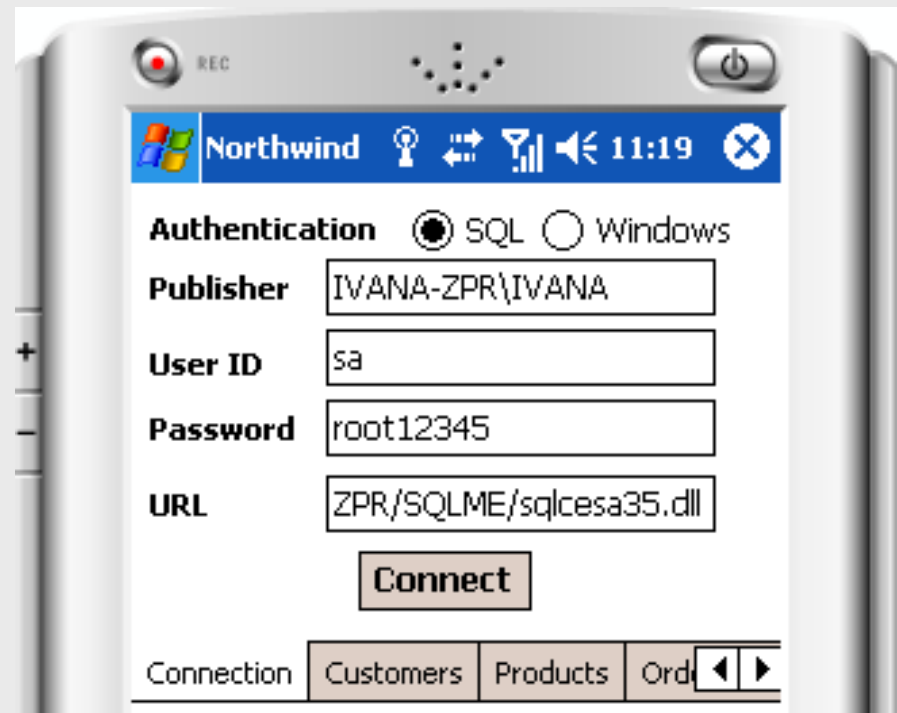 REC
Northwind 11:19
Authentication SQL Windows
Publisher IVANA-ZPR\IVANA
User ID sa
Password root12345
URL ZPR/SQLME/sqlcesa35.dll
Connect
Connection Customers Products Ord
+
-